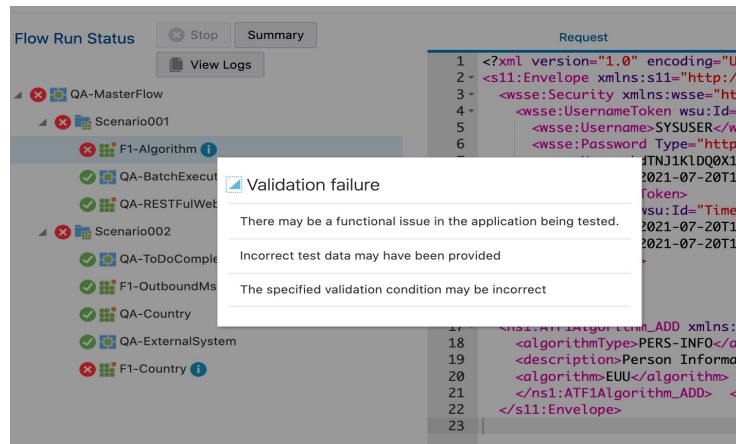 Flow Run Status
Stop
Summary
View Logs
QA-MasterFlow
Scenario001
F1-Algorithm
QA-BatchExecut
QA-RESTFulWeb
Scenario002
QA-ToDoComple
F1-OutboundMs
QA-Country
QA-ExternalSystem
F1-Country
Validation failure
There may be a functional issue in the application being tested.
Incorrect test data may have been provided
The specified validation condition may be incorrect
Request
1 <?xml version="1.0" encoding="U
2 <s11:Envelope xmlns:s11="http:/
3 <wsse:Security xmlns:wsse="ht
4 <wsse:UsernameToken wsu:Id=
5 <wsse:Username>SYSUSER</w
6 <wsse:Password Type="http
dTNJ1KlDQ0X1
2021-07-20T1
Token>
wsu:Id="Time
2021-07-20T1
2021-07-20T1
>
17 <ns1:ATF1Algorithm_ADD xmlns:
18 <algorithmType>PERS-INFO</a
19 <description>Person Informa
20 <algorithm>EUU</algorithm>
21 </ns1:ATF1Algorithm_ADD> <
22 </s11:Envelope>
23